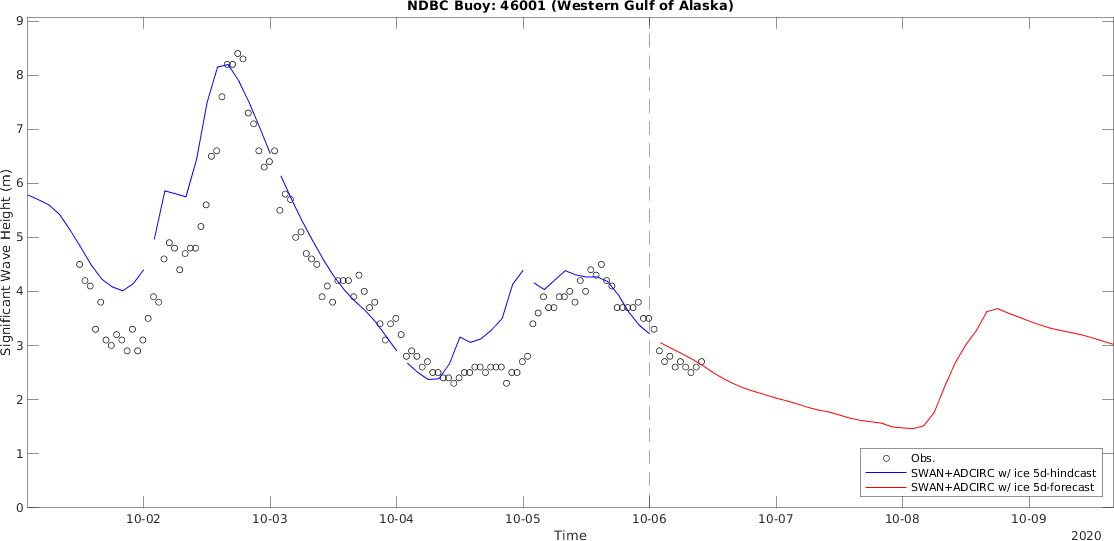 NDBC Buoy: 46001 (Western Gulf of Alaska)
9
8
7
6
5
4
3
2
1
0
Significant Wave Height (m)
Obs.
SWAN+ADCIRC w/ ice 5d-hindcast
SWAN+ADCIRC w/ ice 5d-forecast
10-02 10-03 10-04 10-05 10-06 10-07 10-08 10-09
Time
2020